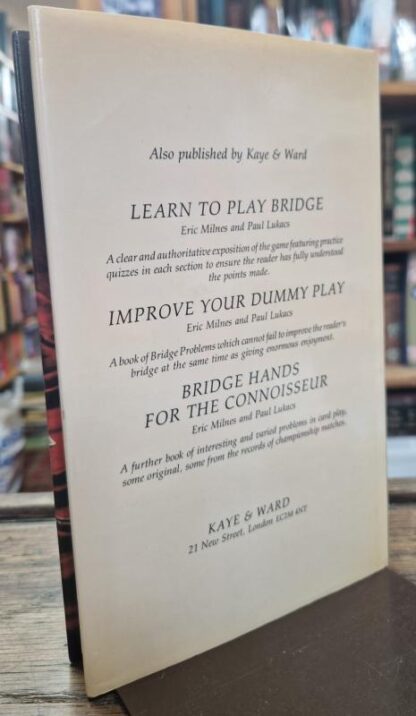 Also published by Kaye & Ward
LEARN TO PLAY BRIDGE
Eric Milnes and Paul Lukacs
A clear and authoritative exposition of the game featuring practice
quizzes in each section to ensure the reader has fully understood
the points made.
IMPROVE YOUR DUMMY PLAY
Eric Milnes and Paul Lukacs
A book of Bridge Problems which cannot fail to improve the reader's
bridge at the same time as giving enormous enjoyment.
BRIDGE HANDS
FOR THE CONNOISSEUR
Eric Milnes and Paul Lukacs
A further book of interesting and varied problems in card play,
some original, some from the records of championship matches.
KAYE & WARD
21 New Street, London EC2M 4NT